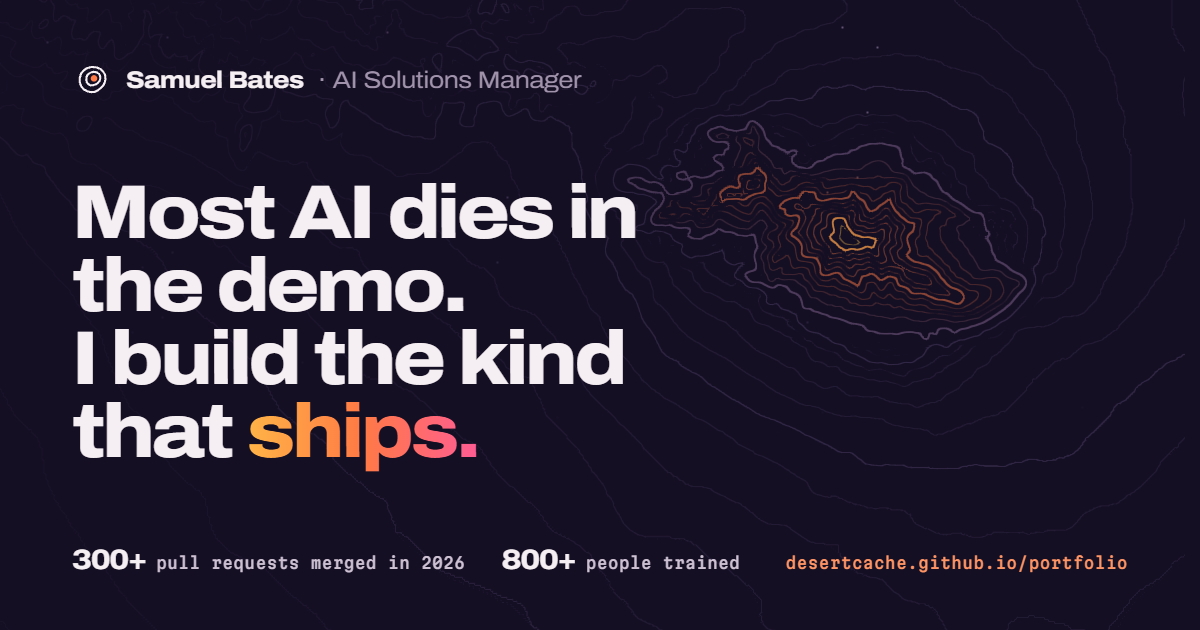 Samuel Bates · AI Solutions Manager
Most AI dies in
the demo.
I build the kind
that ships.
300+ pull requests merged in 2026 800+ people trained desertcache.github.io/portfolio